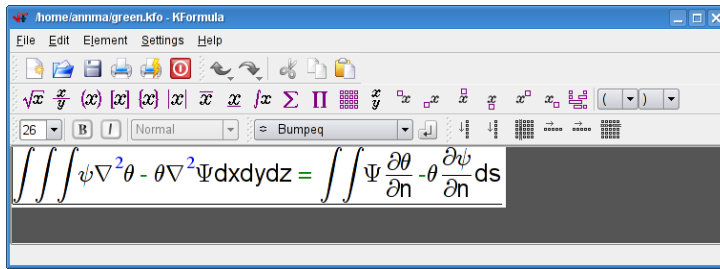 /home/annma/green.kfo - KFormula
File Edit Element Settings Help
√x x/y (x) [x] {x} |x| x̅ x̲ ∫x Σ Π x y x x x x x x ( )
26 B I Normal ≎ Bumpeq
∫∫∫ψ∇²θ - θ∇²Ψdxdydz = ∫∫Ψ ∂θ/∂n -θ ∂ψ/∂n ds